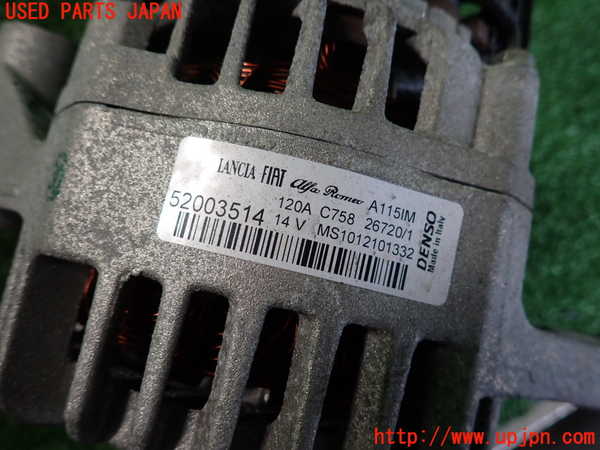 USED PARTS JAPAN
LANCIA FIAT Alfa Romeo A115IM
120A C758 26720/1
52003514 14 V MS1012101332
DENSO
Made in Italy
http://www.upjpn.com/